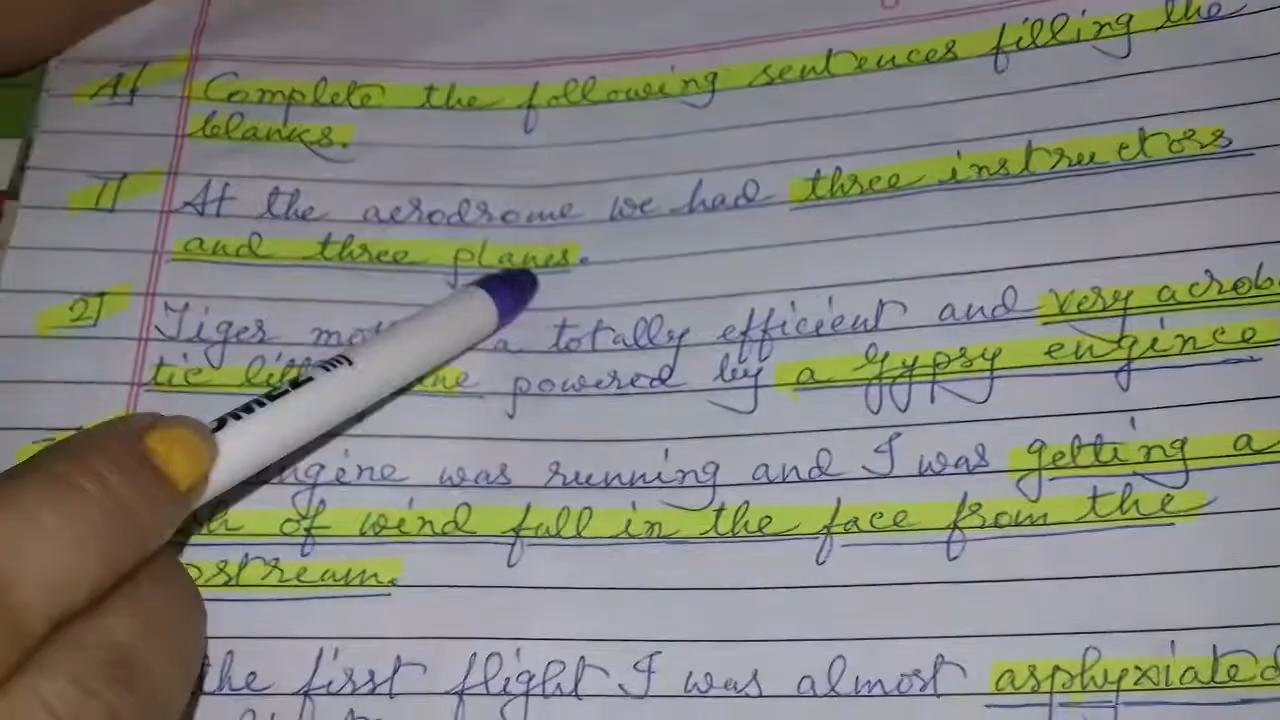 A] Complete the following sentences filling the
blanks.
1] At the aerodrome we had three instructors
and three planes.
2] Tiger a totally efficient and very acrob
tic powered by a Gypsy engince
was running and I was getting a
of wind full in the face from the
the first flight I was almost asphyxiated